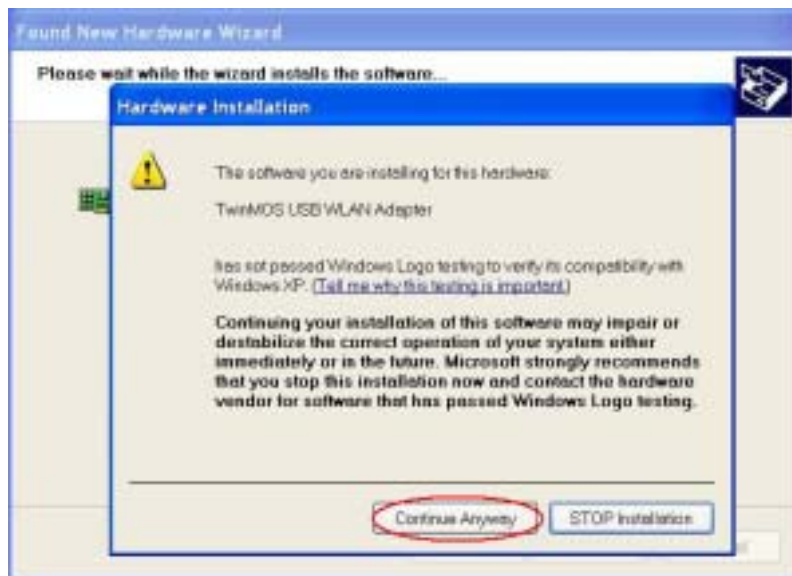 Found New Hardware Wizard
Please wait while the wizard installs the software...
Hardware Installation
The software you are installing for this hardware:
TwinMOS USB WLAN Adapter
has not passed Windows Logo testing to verify its compatibility with
Windows XP. (Tell me why this testing is important.)
Continuing your installation of this software may impair or
destabilize the correct operation of your system either
immediately or in the future. Microsoft strongly recommends
that you stop this installation now and contact the hardware
vendor for software that has passed Windows Logo testing.
Continue Anyway
STOP Installation